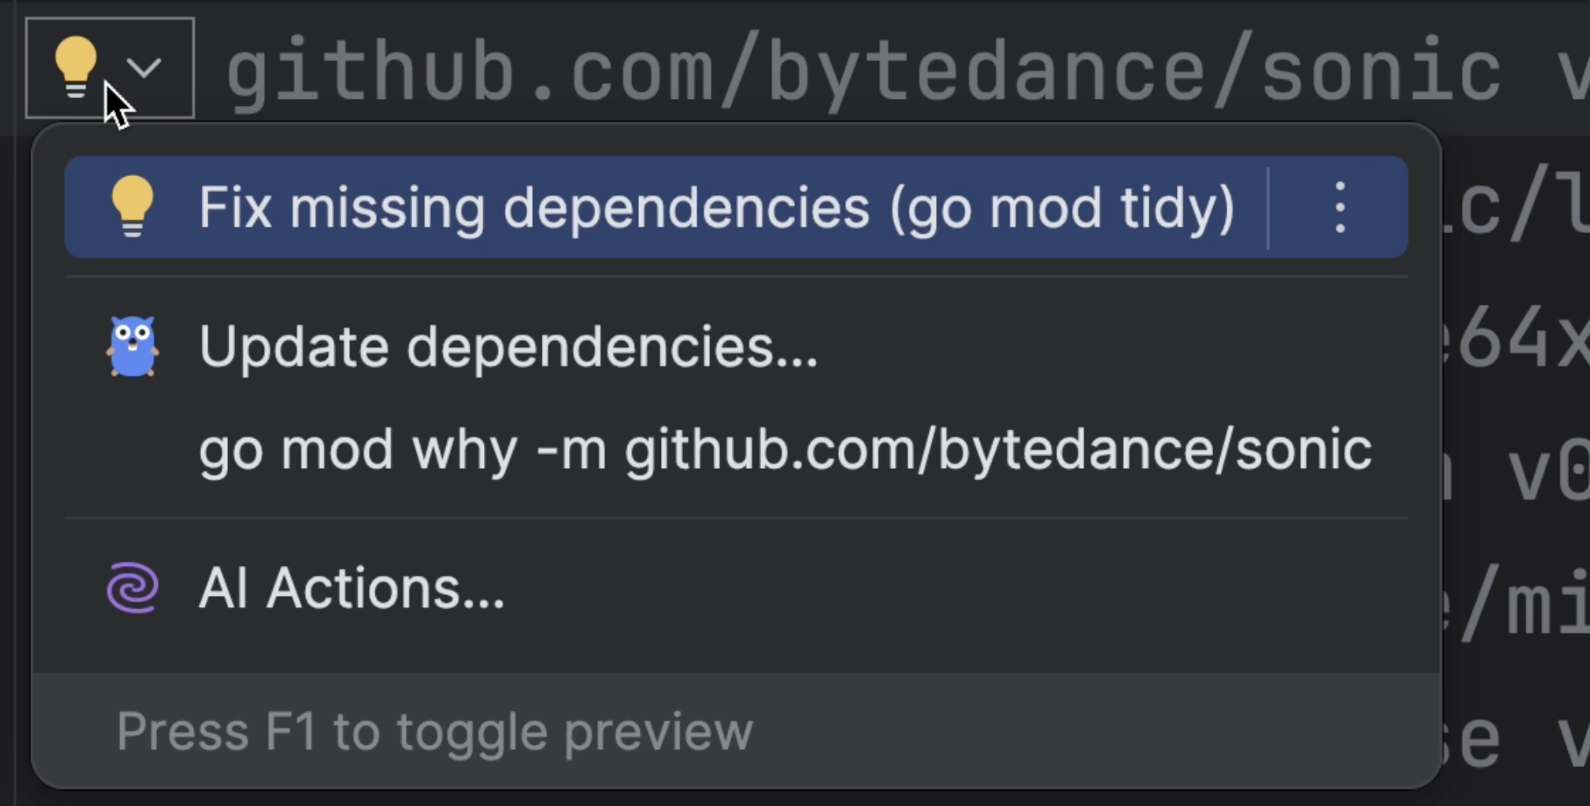 github.com/bytedance/sonic v
Fix missing dependencies (go mod tidy)
c/l
Update dependencies...
64x
go mod why -m github.com/bytedance/sonic
v0
AI Actions...
/mi
Press F1 to toggle preview
se v